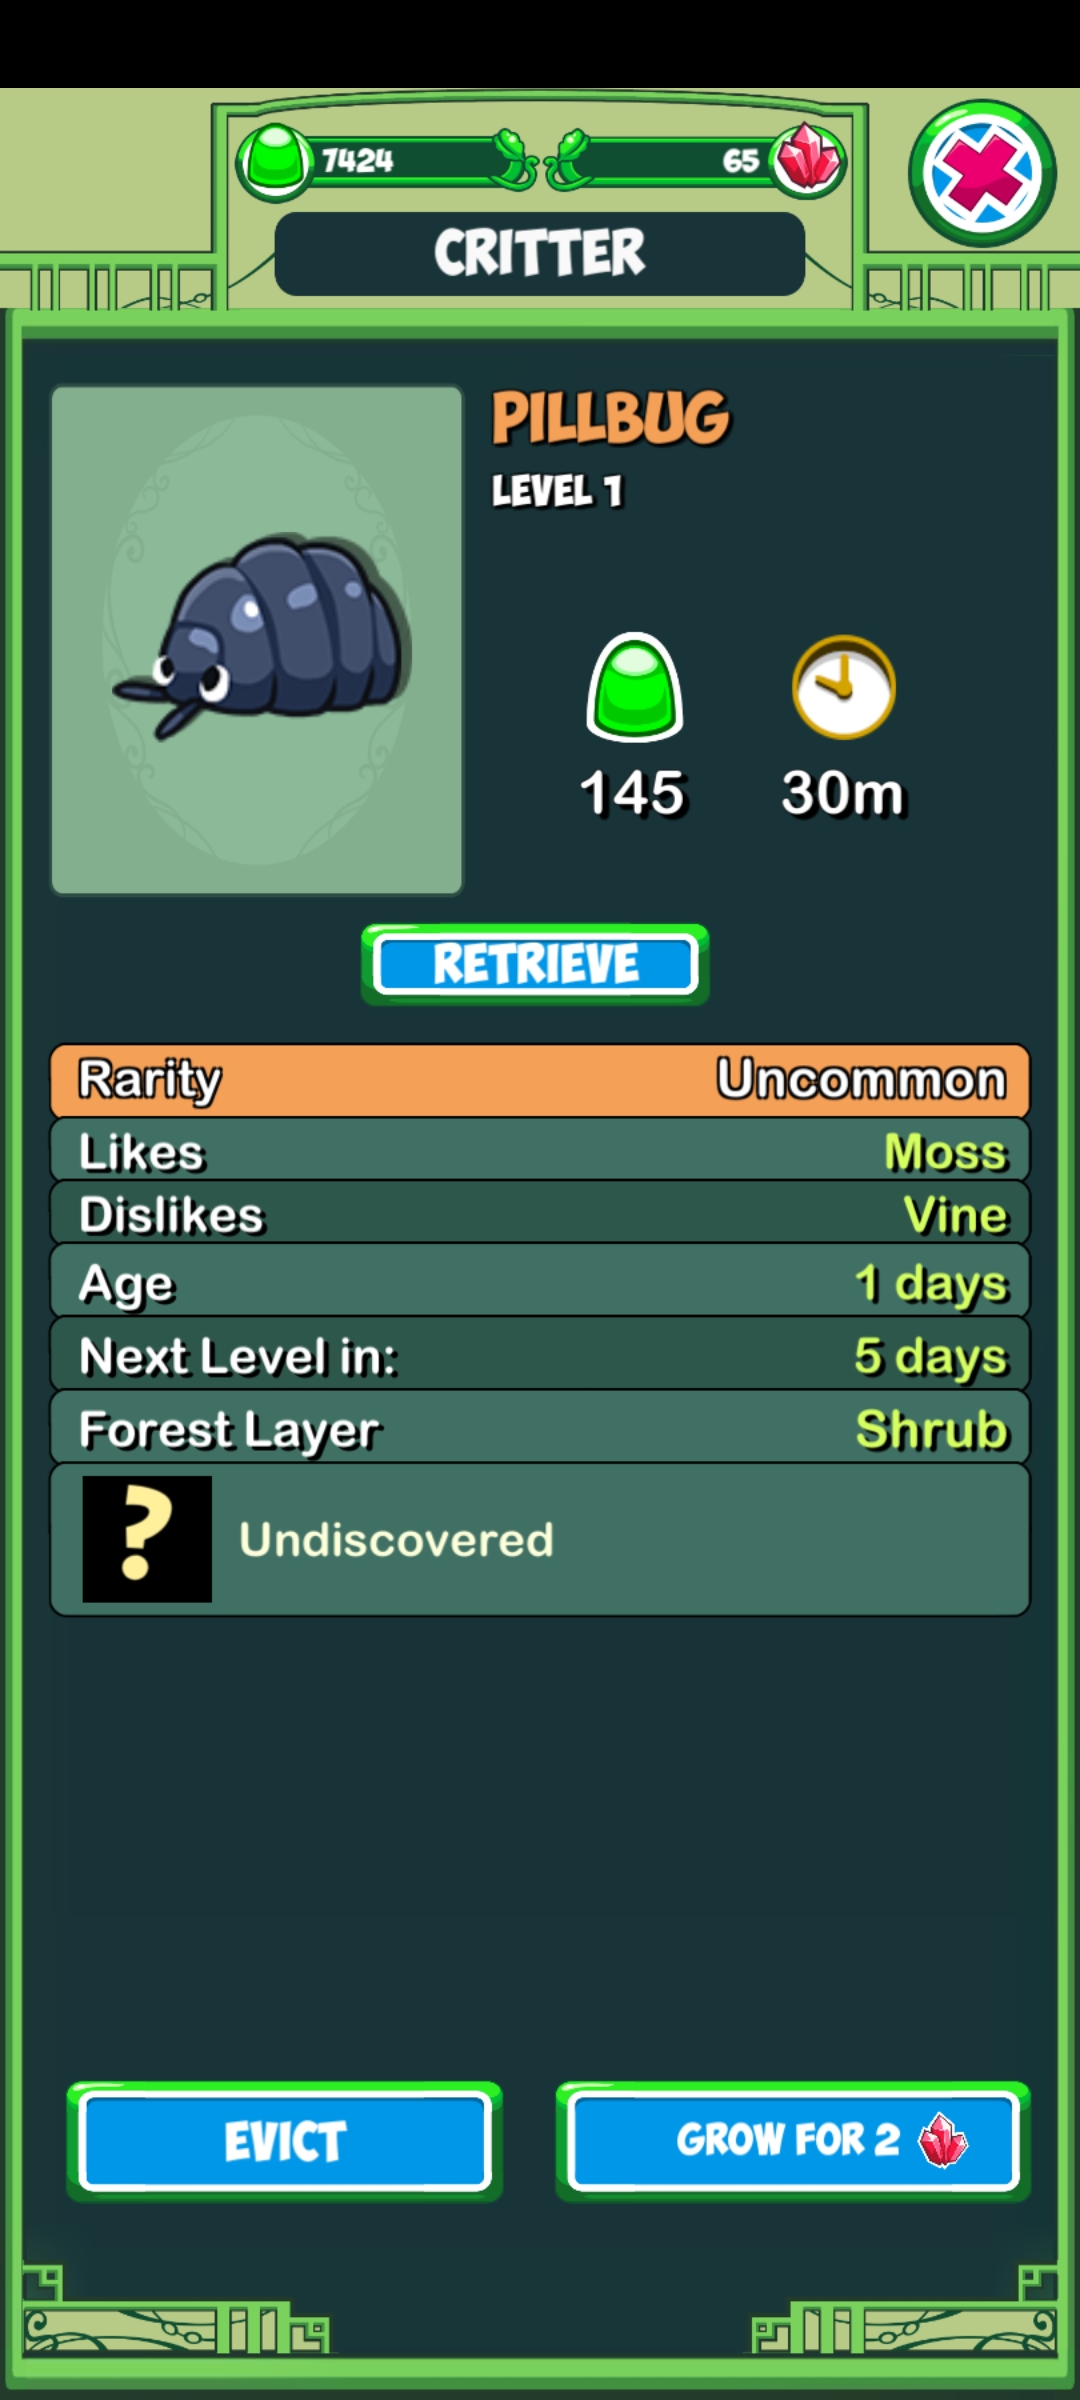 7424
65
CRITTER
PILLBUG
LEVEL 1
145
30m
RETRIEVE
Rarity Uncommon
Likes Moss
Dislikes Vine
Age 1 days
Next Level in: 5 days
Forest Layer Shrub
? Undiscovered
EVICT
GROW FOR 2